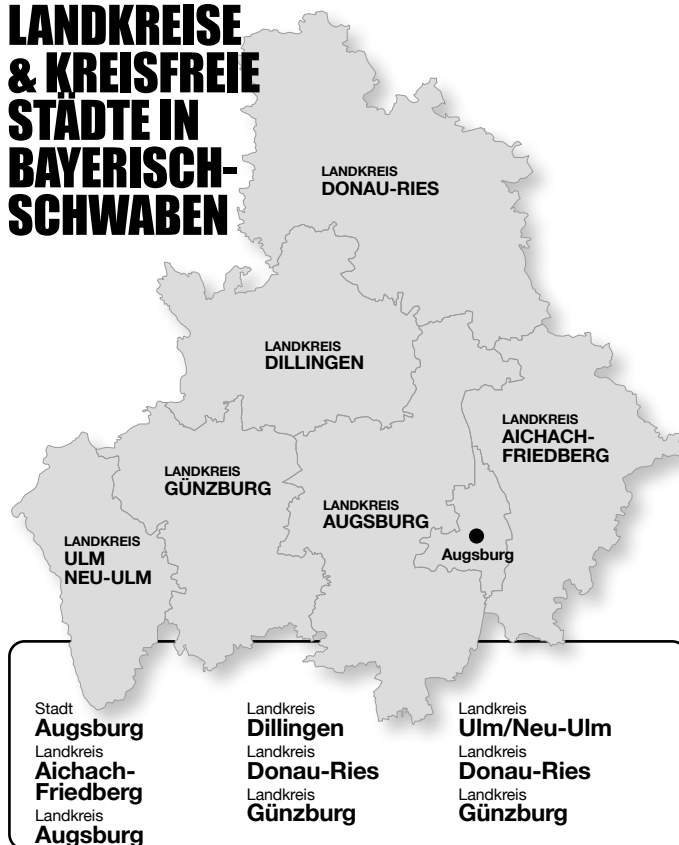 LANDKREISE
& KREISFREIE
STÄDTE IN
BAYERISCH-
SCHWABEN
LANDKREIS
DONAU-RIES
LANDKREIS
DILLINGEN
LANDKREIS
AICHACH-
FRIEDBERG
LANDKREIS
GÜNZBURG
LANDKREIS
AUGSBURG
LANDKREIS
ULM
NEU-ULM
Augsburg
Stadt
Augsburg
Landkreis
Aichach-
Friedberg
Landkreis
Augsburg
Landkreis
Dillingen
Landkreis
Donau-Ries
Landkreis
Günzburg
Landkreis
Ulm/Neu-Ulm
Landkreis
Donau-Ries
Landkreis
Günzburg